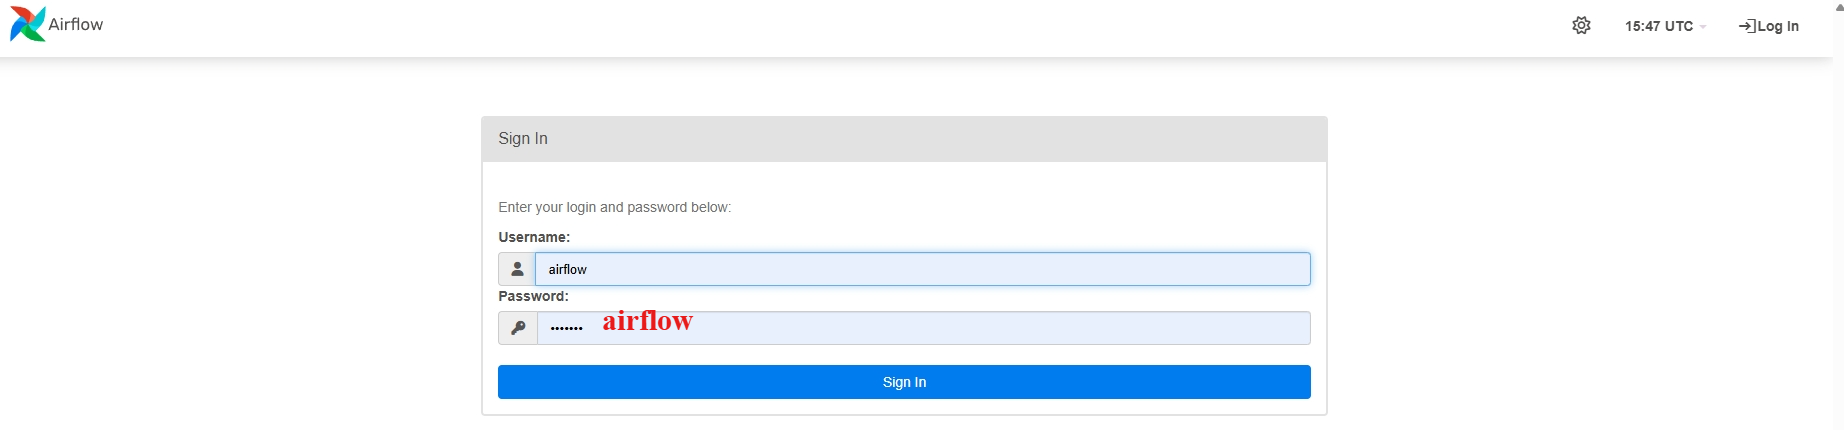 Airflow
15:47 UTC
Log In
Sign In
Enter your login and password below:
Username:
airflow
Password:
••••••• airflow
Sign In